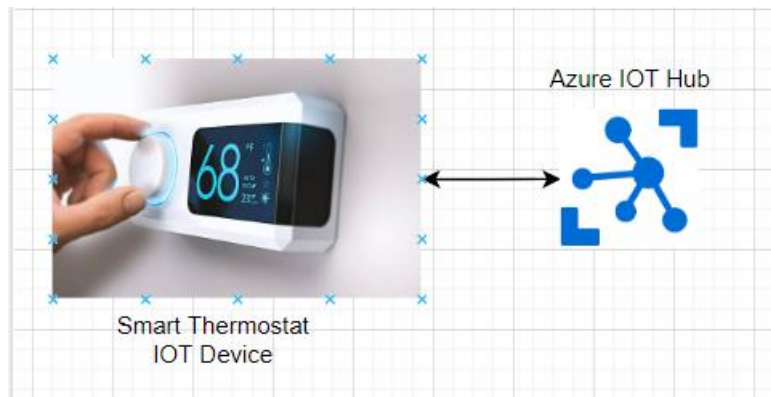 Azure IOT Hub
68
°F
Smart Thermostat
IOT Device